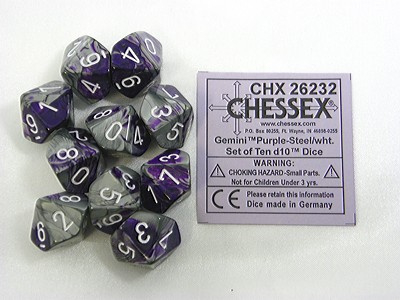 CHX 26232
CHESSEX™
www.chessex.com
P.O. Box 80255, Ft. Wayne, IN 46898-0255
Gemini™Purple-Steel/wht.
Set of Ten d10™ Dice
WARNING:
CHOKING HAZARD-Small Parts.
Not for Children Under 3 yrs.
CE Please retain this information
Dice made in Germany